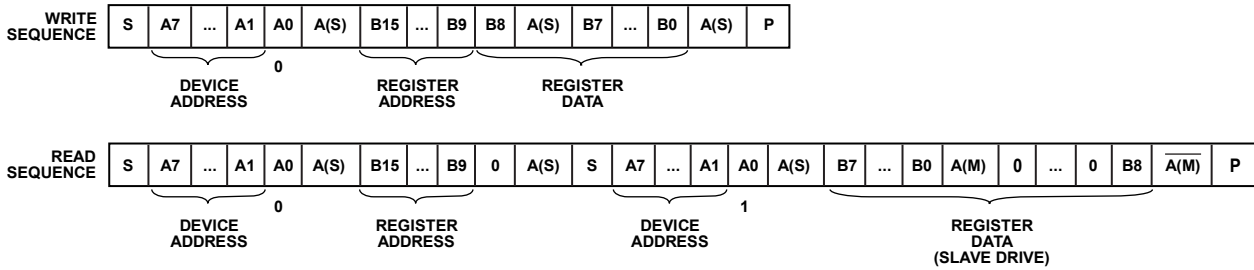 WRITE
SEQUENCE
S A7 ... A1 A0 A(S) B15 ... B9 B8 A(S) B7 ... B0 A(S) P
0
DEVICE
ADDRESS
REGISTER
ADDRESS
REGISTER
DATA
READ
SEQUENCE
S A7 ... A1 A0 A(S) B15 ... B9 0 A(S) S A7 ... A1 A0 A(S) B7 ... B0 A(M) 0 ... 0 B8 A̅(̅M̅)̅ P
0 1
DEVICE
ADDRESS
REGISTER
ADDRESS
DEVICE
ADDRESS
REGISTER
DATA
(SLAVE DRIVE)